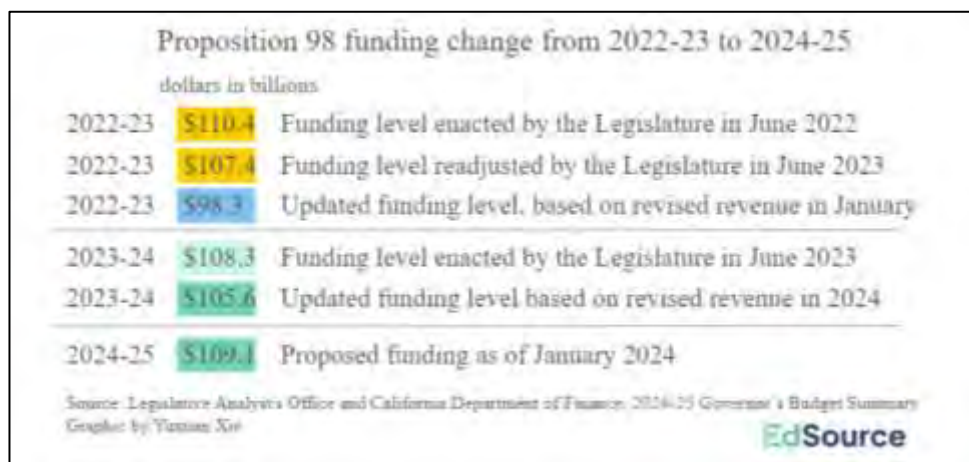 Proposition 98 funding change from 2022-23 to 2024-25
dollars in billions
2022-23 $110.4 Funding level enacted by the Legislature in June 2022
2022-23 $107.4 Funding level readjusted by the Legislature in June 2023
2022-23 $98.3 Updated funding level, based on revised revenue in January
2023-24 $108.3 Funding level enacted by the Legislature in June 2023
2023-24 $105.6 Updated funding level based on revised revenue in 2024
2024-25 $109.1 Proposed funding as of January 2024
Source: Legislative Analyst's Office and California Department of Finance, 2024-25 Governor's Budget Summary
Graphic by Yuxuan Xie
EdSource